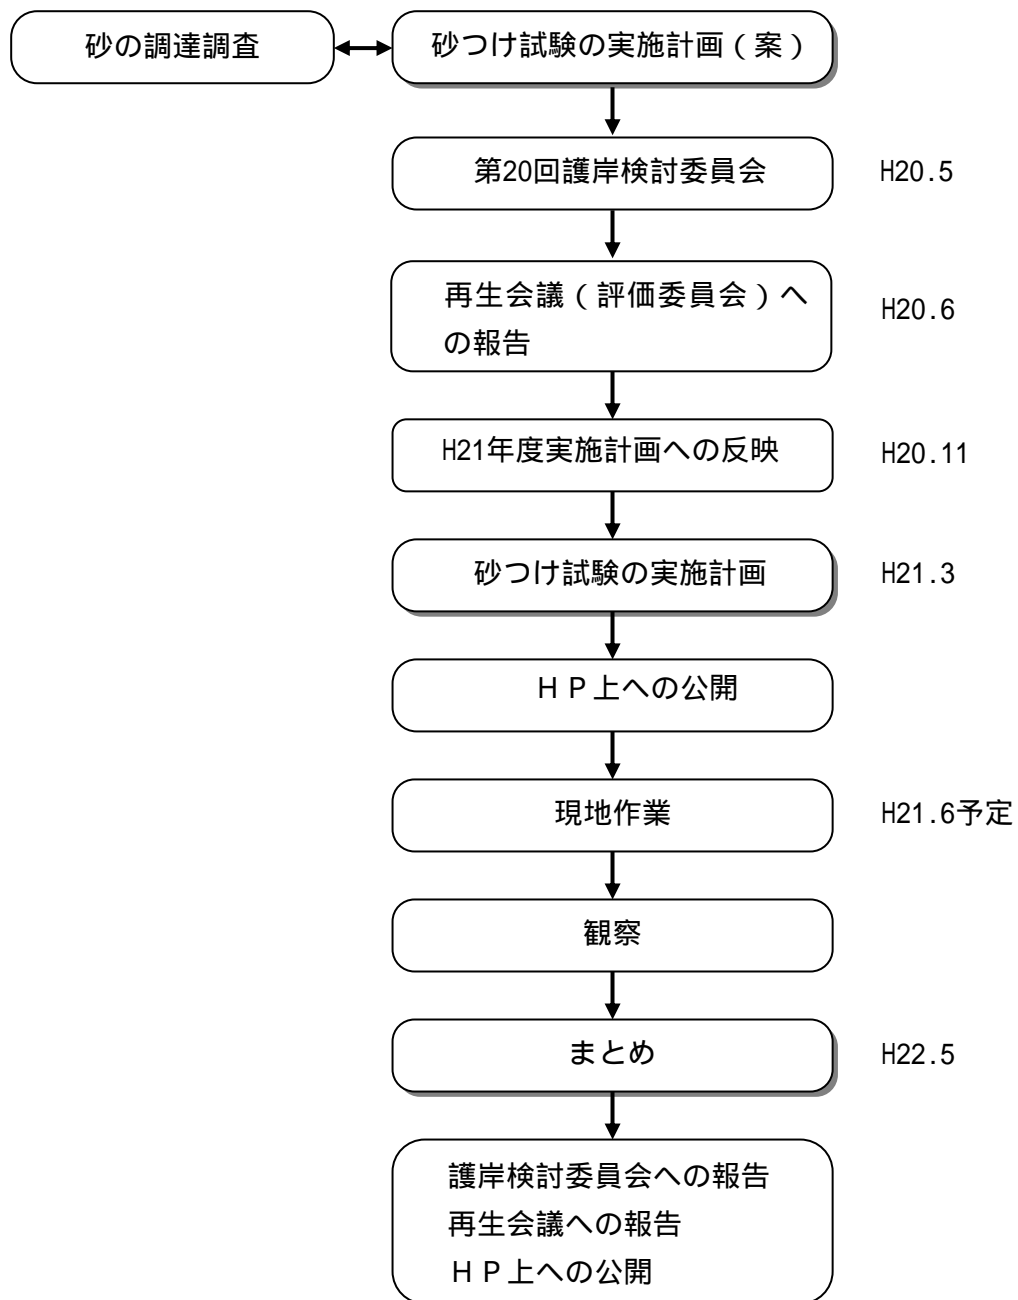 砂の調達調査
砂つけ試験の実施計画（案）
第20回護岸検討委員会
H20.5
再生会議（評価委員会）へ
の報告
H20.6
H21年度実施計画への反映
H20.11
砂つけ試験の実施計画
H21.3
ＨＰ上への公開
現地作業
H21.6予定
観察
まとめ
H22.5
護岸検討委員会への報告
再生会議への報告
ＨＰ上への公開